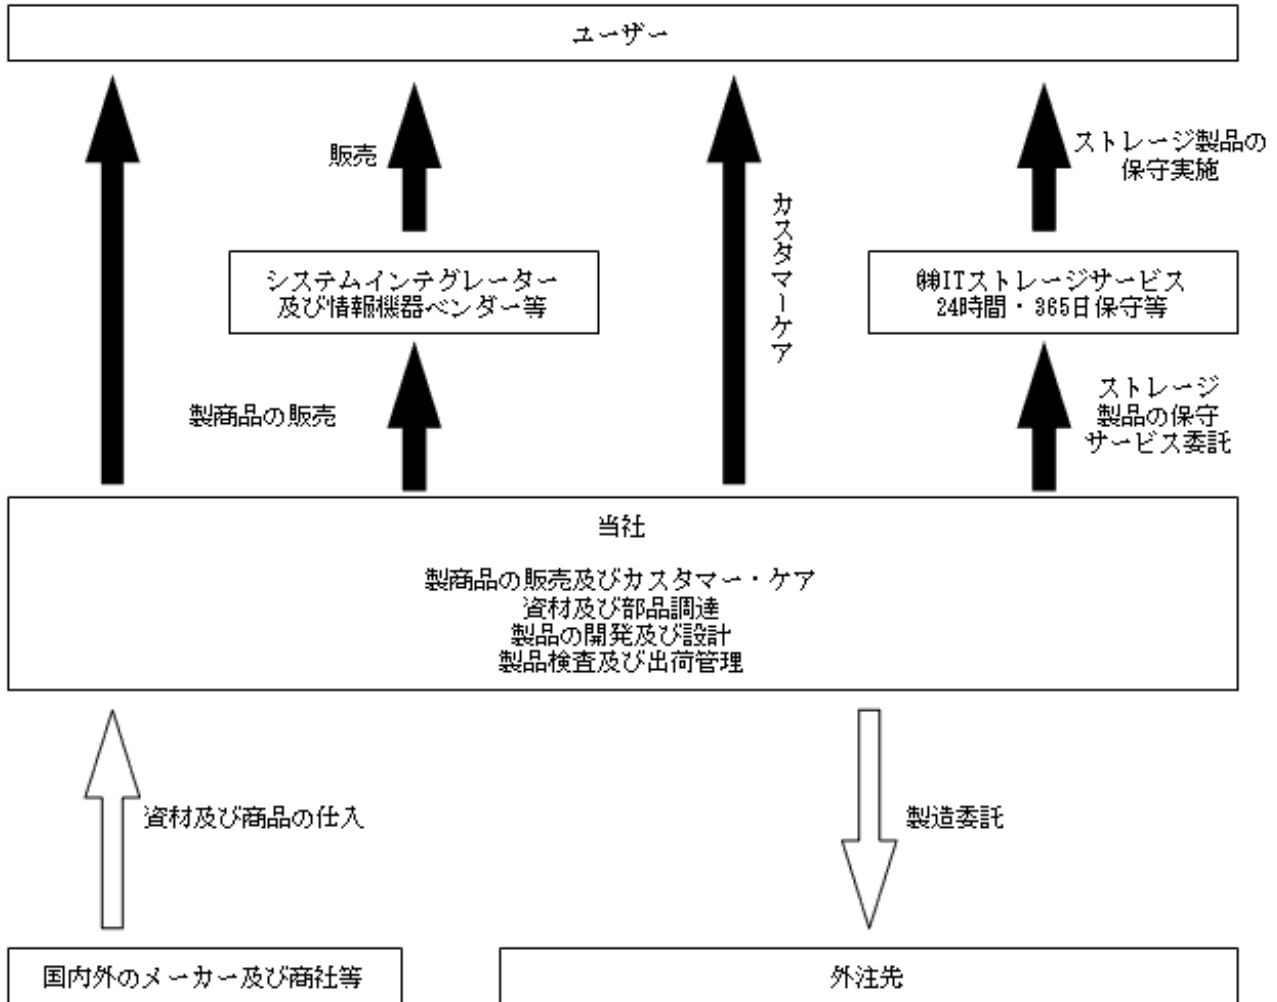 ユーザー
販売
ストレージ製品の
保守実施
カスタマーケア
システムインテグレーター
及び情報機器ベンダー等
㈱ITストレージサービス
24時間・365日保守等
製商品の販売
ストレージ
製品の保守
サービス委託
当社
製商品の販売及びカスタマー・ケア
資材及び部品調達
製品の開発及び設計
製品検査及び出荷管理
資材及び商品の仕入
製造委託
国内外のメーカー及び商社等
外注先